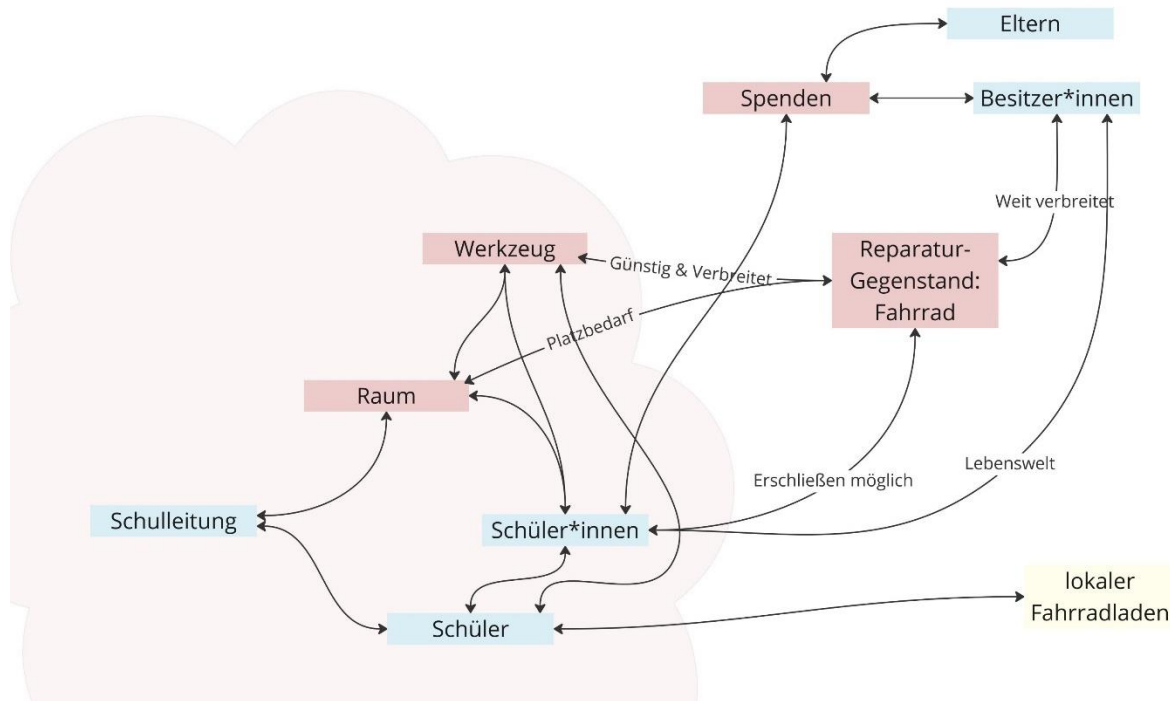 Eltern
Spenden
Besitzer*innen
Weit verbreitet
Werkzeug
Günstig & Verbreitet
Reparatur-
Gegenstand:
Fahrrad
Platzbedarf
Raum
Lebenswelt
Erschließen möglich
Schulleitung
Schüler*innen
lokaler
Fahrradladen
Schüler